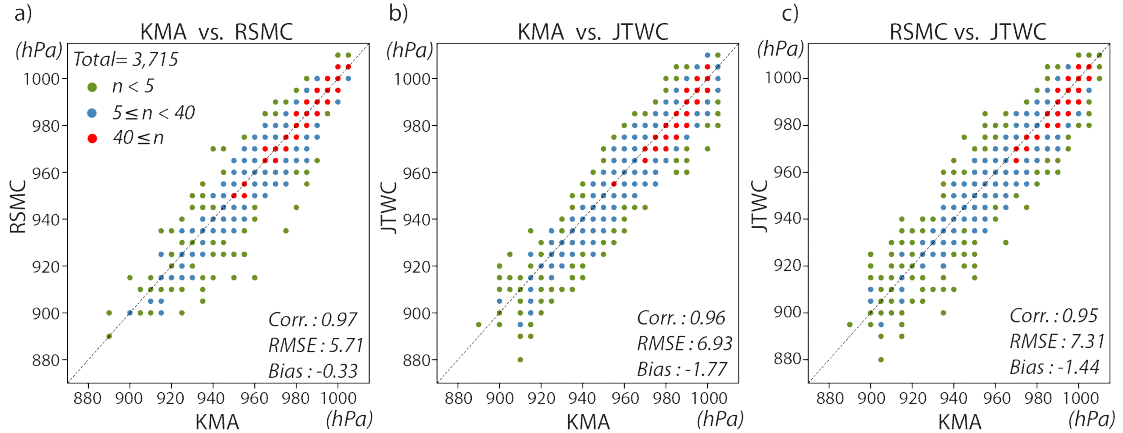 a)
KMA vs. RSMC
(hPa)
Total= 3,715
n < 5
5 ≤ n < 40
40 ≤ n
1000
980
960
940
920
900
880
RSMC
Corr. : 0.97
RMSE : 5.71
Bias : -0.33
880 900 920 940 960 980 1000
KMA
(hPa)
b)
KMA vs. JTWC
(hPa)
1000
980
960
940
920
900
880
JTWC
Corr. : 0.96
RMSE : 6.93
Bias : -1.77
880 900 920 940 960 980 1000
KMA
(hPa)
c)
RSMC vs. JTWC
(hPa)
1000
980
960
940
920
900
880
JTWC
Corr. : 0.95
RMSE : 7.31
Bias : -1.44
880 900 920 940 960 980 1000
KMA
(hPa)